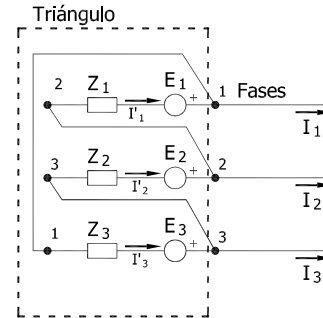 Triángulo
2 Z1 E1 + 1 Fases
I'1 I1
3 Z2 E2 + 2
I'2 I2
1 Z3 E3 + 3
I'3 I3